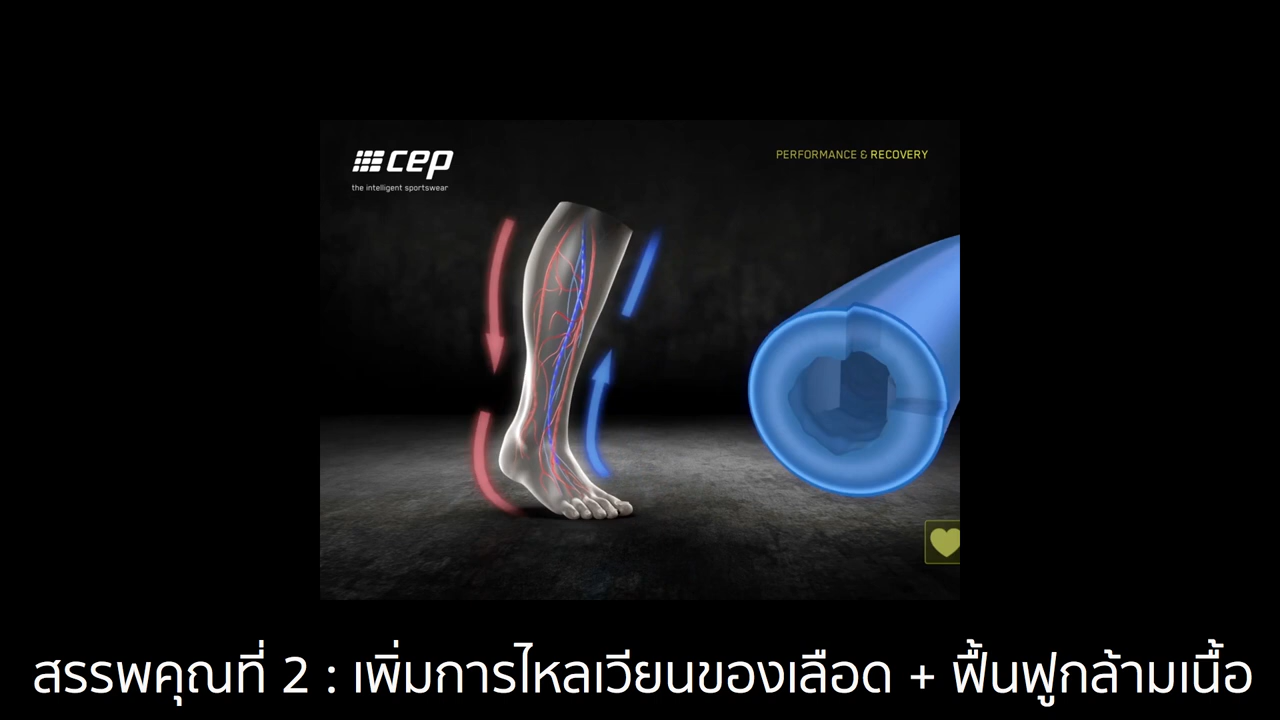 cep
the intelligent sportswear
PERFORMANCE & RECOVERY
สรรพคุณที่ 2 : เพิ่มการไหลเวียนของเลือด + ฟื้นฟูกล้ามเนื้อ